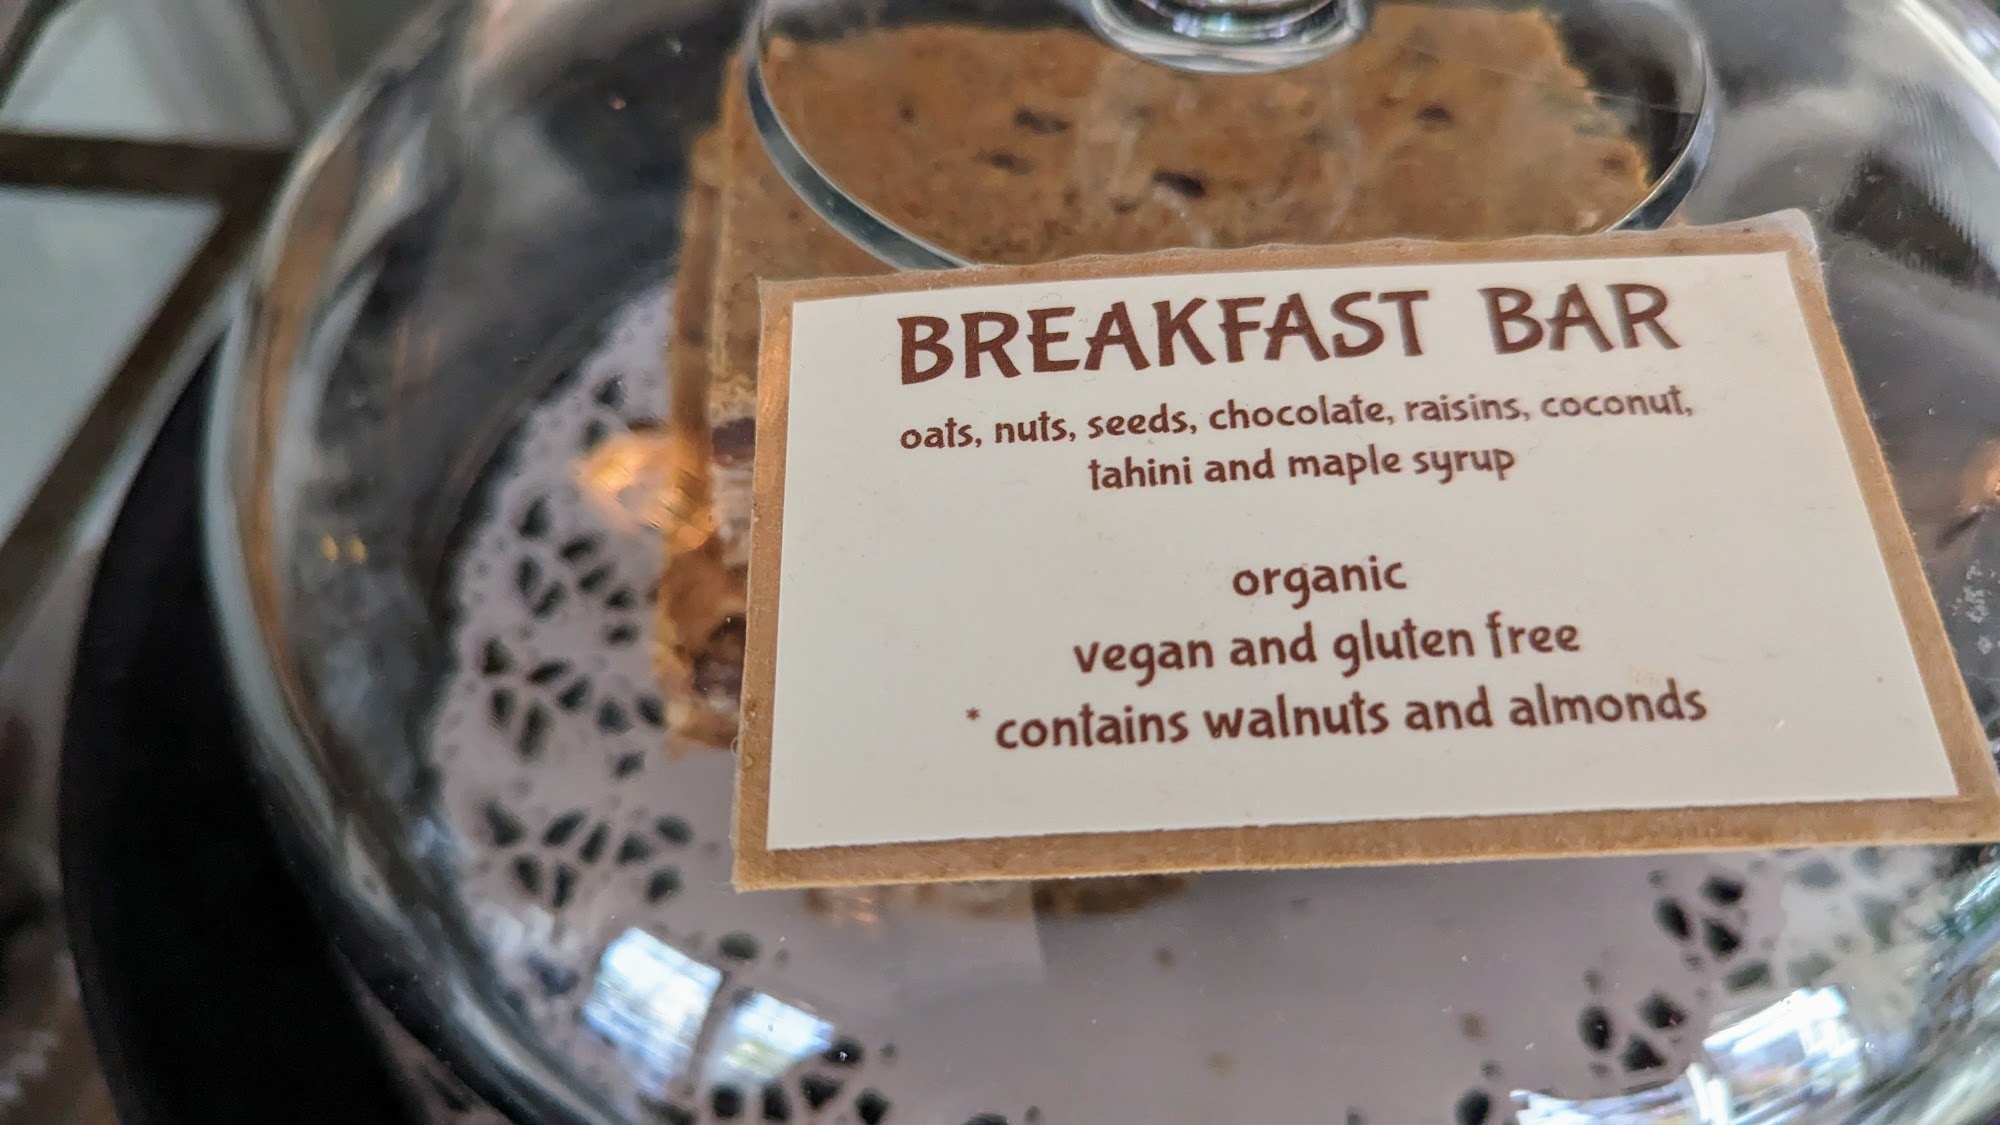 BREAKFAST BAR
oats, nuts, seeds, chocolate, raisins, coconut,
tahini and maple syrup
organic
vegan and gluten free
* contains walnuts and almonds